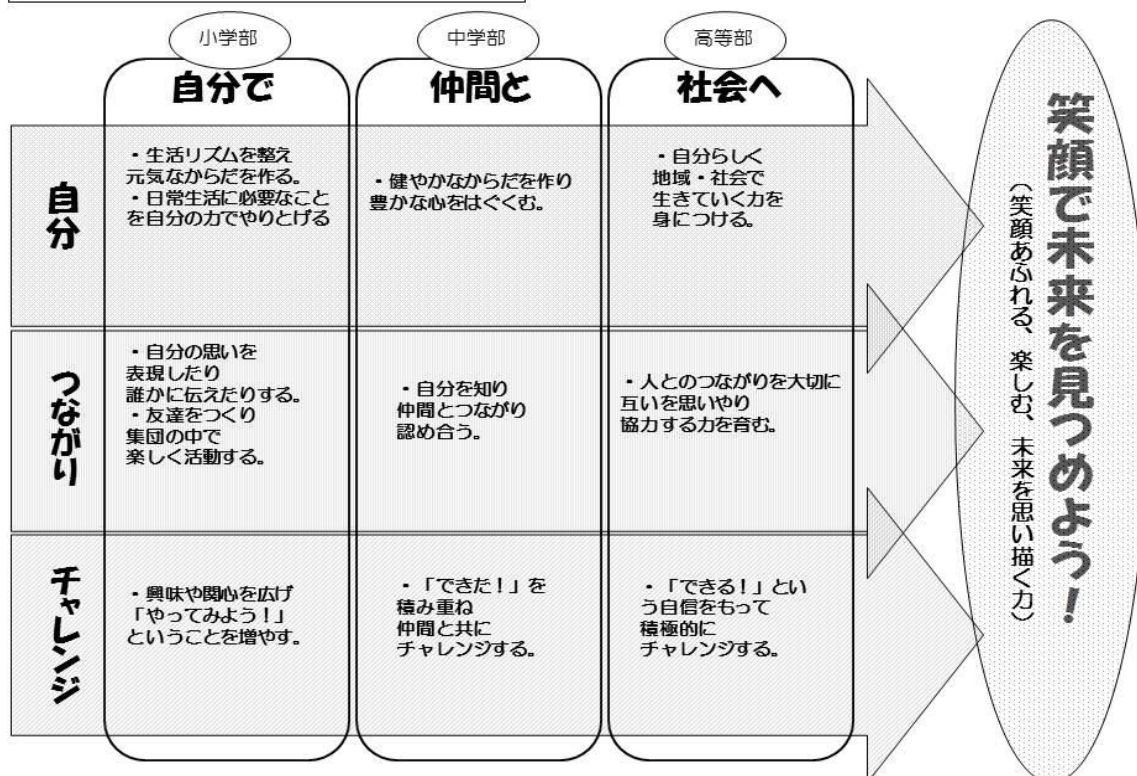 小学部
中学部
高等部
自分で
仲間と
社会へ
自分
・生活リズムを整え
元気なからだを作る。
・日常生活に必要なこと
を自分の力でやりとげる
・健やかなからだを作り
豊かな心をはぐくむ。
・自分らしく
地域・社会で
生きていく力を
身につける。
つながり
・自分の思いを
表現したり
誰かに伝えたりする。
・友達をつくり
集団の中で
楽しく活動する。
・自分を知り
仲間とつながり
認め合う。
・人とのつながりを大切に
互いを思いやり
協力する力を育む。
チャレンジ
・興味や関心を広げ
「やってみよう！」
ということを増やす。
・「できた！」を
積み重ね
仲間と共に
チャレンジする。
・「できる！」とい
う自信をもって
積極的に
チャレンジする。
笑顔で未来を見つめよう！
（笑顔あふれる、楽しむ、未来を思い描く力）